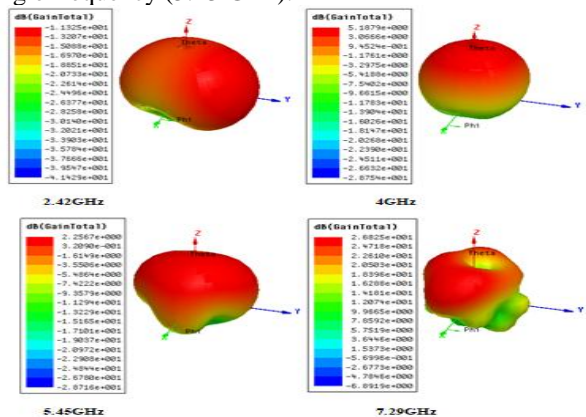 dB(GainTotal)
-1.1325e+001
-1.3207e+001
-1.5088e+001
-1.6970e+001
-1.8851e+001
-2.0733e+001
-2.2614e+001
-2.4496e+001
-2.6377e+001
-2.8258e+001
-3.0140e+001
-3.2021e+001
-3.3903e+001
-3.5784e+001
-3.7666e+001
-3.9547e+001
-4.1429e+001
Z
Theta
Y
X
Phi
2.42GHz
dB(GainTotal)
5.1879e+000
3.0666e+000
9.4524e-001
-1.1761e+000
-3.2975e+000
-5.4188e+000
-7.5402e+000
-9.6615e+000
-1.1783e+001
-1.3904e+001
-1.6026e+001
-1.8147e+001
-2.0268e+001
-2.2390e+001
-2.4511e+001
-2.6632e+001
-2.8754e+001
Z
Theta
Y
X
Phi
4GHz
dB(GainTotal)
2.2567e+000
3.2090e-001
-1.6149e+000
-3.5506e+000
-5.4864e+000
-7.4222e+000
-9.3579e+000
-1.1294e+001
-1.3229e+001
-1.5165e+001
-1.7101e+001
-1.9037e+001
-2.0972e+001
-2.2908e+001
-2.4844e+001
-2.6780e+001
-2.8716e+001
Z
Theta
Y
Phi
5.45GHz
dB(GainTotal)
2.6825e+001
2.4718e+001
2.2610e+001
2.0503e+001
1.8396e+001
1.6288e+001
1.4181e+001
1.2074e+001
9.9665e+000
7.8592e+000
5.7519e+000
3.6446e+000
1.5373e+000
-5.6996e-001
-2.6773e+000
-4.7846e+000
-6.8919e+000
Z
Theta
Y
Phi
7.29GHz